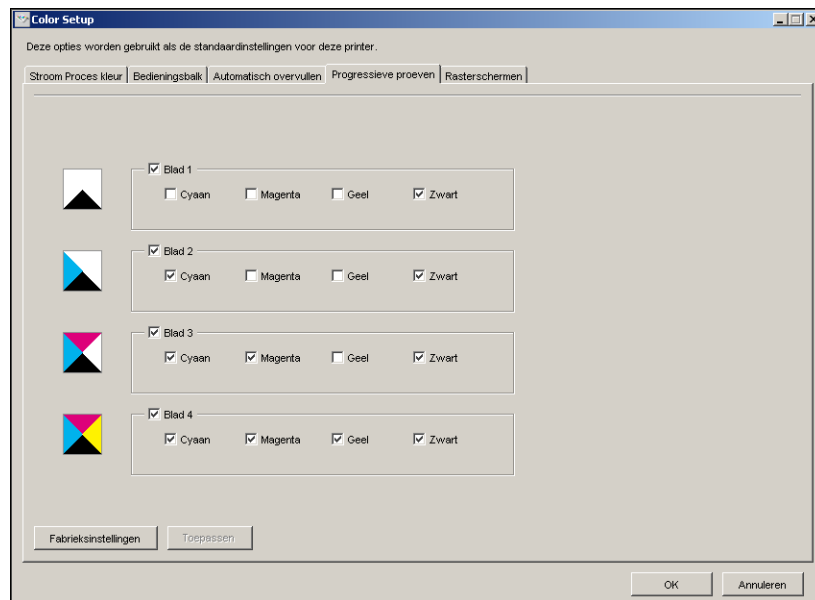 Color Setup
Deze opties worden gebruikt als de standaardinstellingen voor deze printer.
Stroom Proces kleur Bedieningsbalk Automatisch overvullen Progressieve proeven Rasterschermen
Blad 1
Cyaan Magenta Geel Zwart
Blad 2
Cyaan Magenta Geel Zwart
Blad 3
Cyaan Magenta Geel Zwart
Blad 4
Cyaan Magenta Geel Zwart
Fabrieksinstellingen Toepassen
OK Annuleren